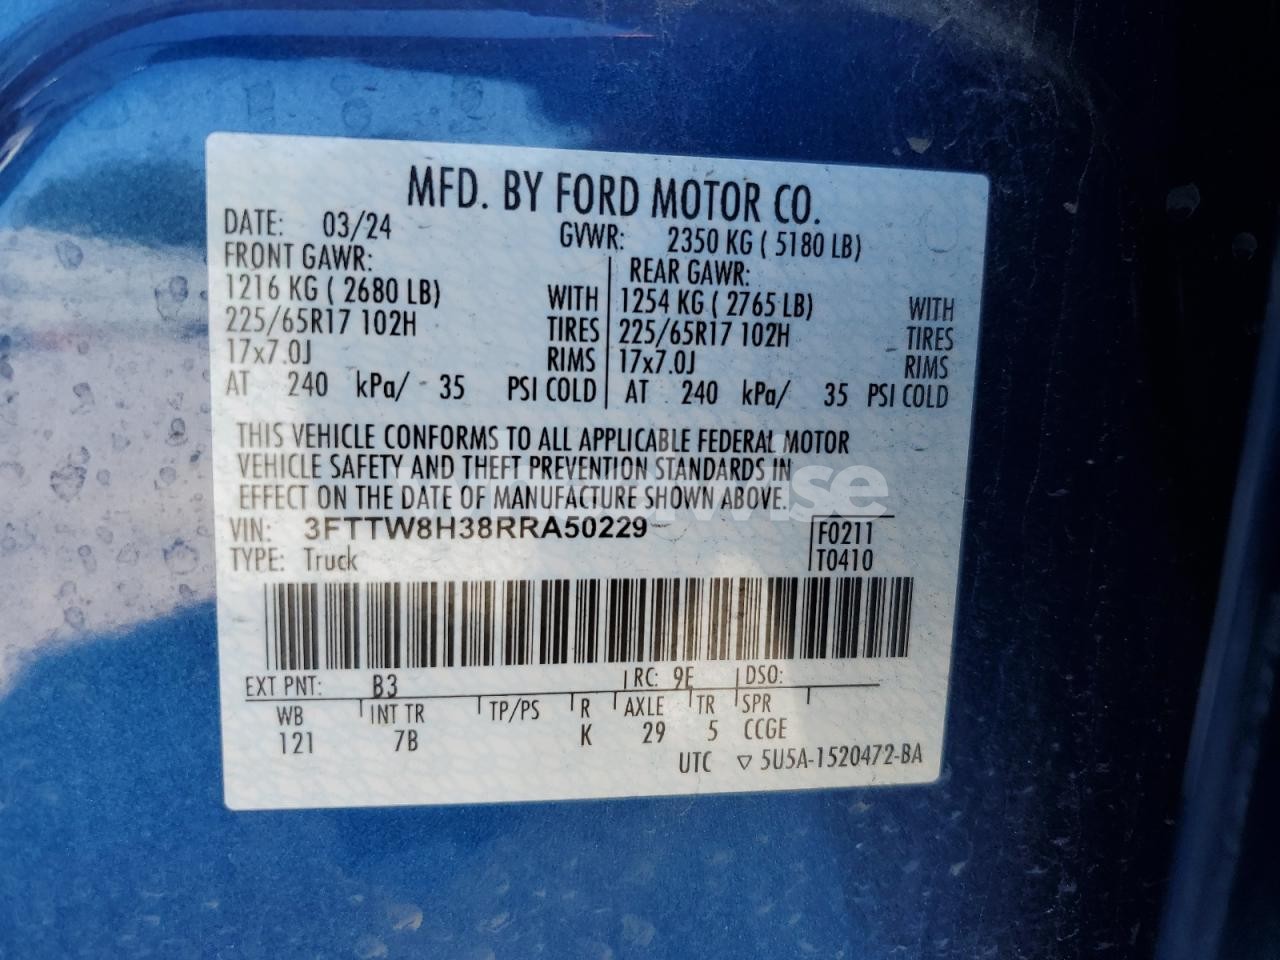 MFD. BY FORD MOTOR CO.
DATE: 03/24 GVWR: 2350 KG ( 5180 LB)
FRONT GAWR: REAR GAWR:
1216 KG ( 2680 LB) WITH 1254 KG ( 2765 LB) WITH
225/65R17 102H TIRES 225/65R17 102H TIRES
17x7.0J RIMS 17x7.0J RIMS
AT 240 kPa/ 35 PSI COLD AT 240 kPa/ 35 PSI COLD
THIS VEHICLE CONFORMS TO ALL APPLICABLE FEDERAL MOTOR
VEHICLE SAFETY AND THEFT PREVENTION STANDARDS IN
EFFECT ON THE DATE OF MANUFACTURE SHOWN ABOVE.
VIN: 3FTTW8H38RRA50229 F0211
TYPE: Truck T0410
EXT PNT: B3 RC: 9E DSO:
WB INT TR TP/PS R AXLE TR SPR
121 7B K 29 5 CCGE
UTC ▽ 5U5A-1520472-BA